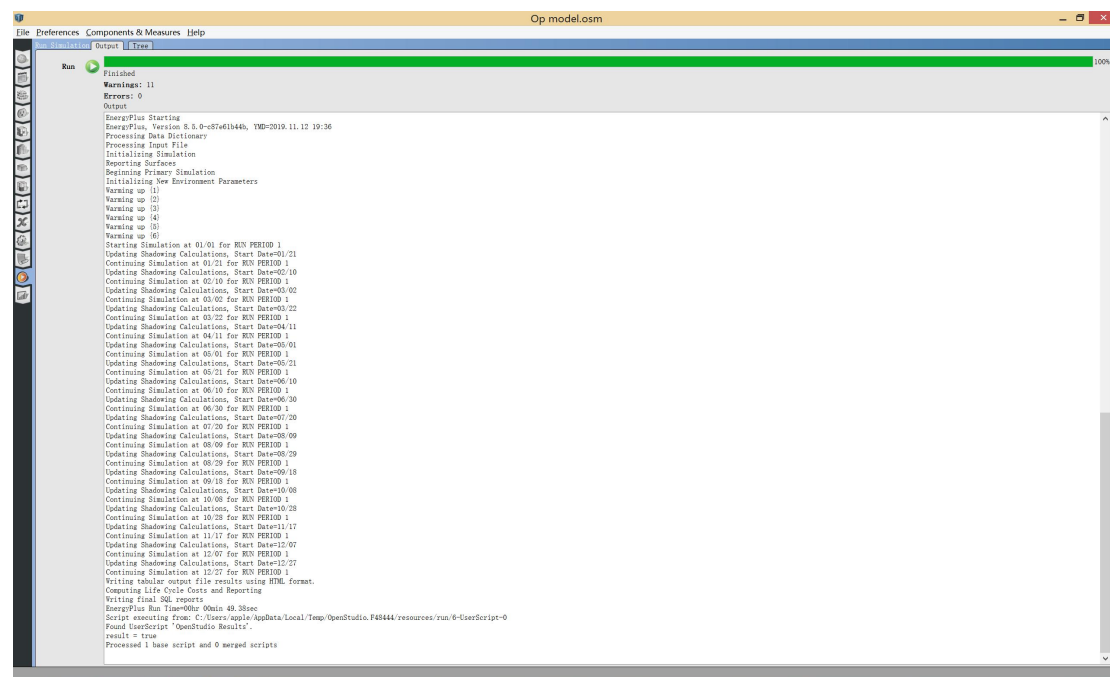 Op model.osm
File Preferences Components & Measures Help
Run Simulation Output Tree
Run
100%
Finished
Warnings: 11
Errors: 0
Output
EnergyPlus Starting
EnergyPlus, Version 8.5.0-c87e61b44b, YMD=2019.11.12 19:36
Processing Data Dictionary
Processing Input File
Initializing Simulation
Reporting Surfaces
Beginning Primary Simulation
Initializing New Environment Parameters
Warming up {1}
Warming up {2}
Warming up {3}
Warming up {4}
Warming up {5}
Warming up {6}
Starting Simulation at 01/01 for RUN PERIOD 1
Updating Shadowing Calculations, Start Date=01/21
Continuing Simulation at 01/21 for RUN PERIOD 1
Updating Shadowing Calculations, Start Date=02/10
Continuing Simulation at 02/10 for RUN PERIOD 1
Updating Shadowing Calculations, Start Date=03/02
Continuing Simulation at 03/02 for RUN PERIOD 1
Updating Shadowing Calculations, Start Date=03/22
Continuing Simulation at 03/22 for RUN PERIOD 1
Updating Shadowing Calculations, Start Date=04/11
Continuing Simulation at 04/11 for RUN PERIOD 1
Updating Shadowing Calculations, Start Date=05/01
Continuing Simulation at 05/01 for RUN PERIOD 1
Updating Shadowing Calculations, Start Date=05/21
Continuing Simulation at 05/21 for RUN PERIOD 1
Updating Shadowing Calculations, Start Date=06/10
Continuing Simulation at 06/10 for RUN PERIOD 1
Updating Shadowing Calculations, Start Date=06/30
Continuing Simulation at 06/30 for RUN PERIOD 1
Updating Shadowing Calculations, Start Date=07/20
Continuing Simulation at 07/20 for RUN PERIOD 1
Updating Shadowing Calculations, Start Date=08/09
Continuing Simulation at 08/09 for RUN PERIOD 1
Updating Shadowing Calculations, Start Date=08/29
Continuing Simulation at 08/29 for RUN PERIOD 1
Updating Shadowing Calculations, Start Date=09/18
Continuing Simulation at 09/18 for RUN PERIOD 1
Updating Shadowing Calculations, Start Date=10/08
Continuing Simulation at 10/08 for RUN PERIOD 1
Updating Shadowing Calculations, Start Date=10/28
Continuing Simulation at 10/28 for RUN PERIOD 1
Updating Shadowing Calculations, Start Date=11/17
Continuing Simulation at 11/17 for RUN PERIOD 1
Updating Shadowing Calculations, Start Date=12/07
Continuing Simulation at 12/07 for RUN PERIOD 1
Updating Shadowing Calculations, Start Date=12/27
Continuing Simulation at 12/27 for RUN PERIOD 1
Writing tabular output file results using HTML format.
Computing Life Cycle Costs and Reporting
Writing final SQL reports
EnergyPlus Run Time=00hr 00min 49.38sec
Script executing from: C:/Users/apple/AppData/Local/Temp/OpenStudio.F48444/resources/run/6-UserScript-0
Found UserScript 'OpenStudio Results'.
result = true
Processed 1 base script and 0 merged scripts